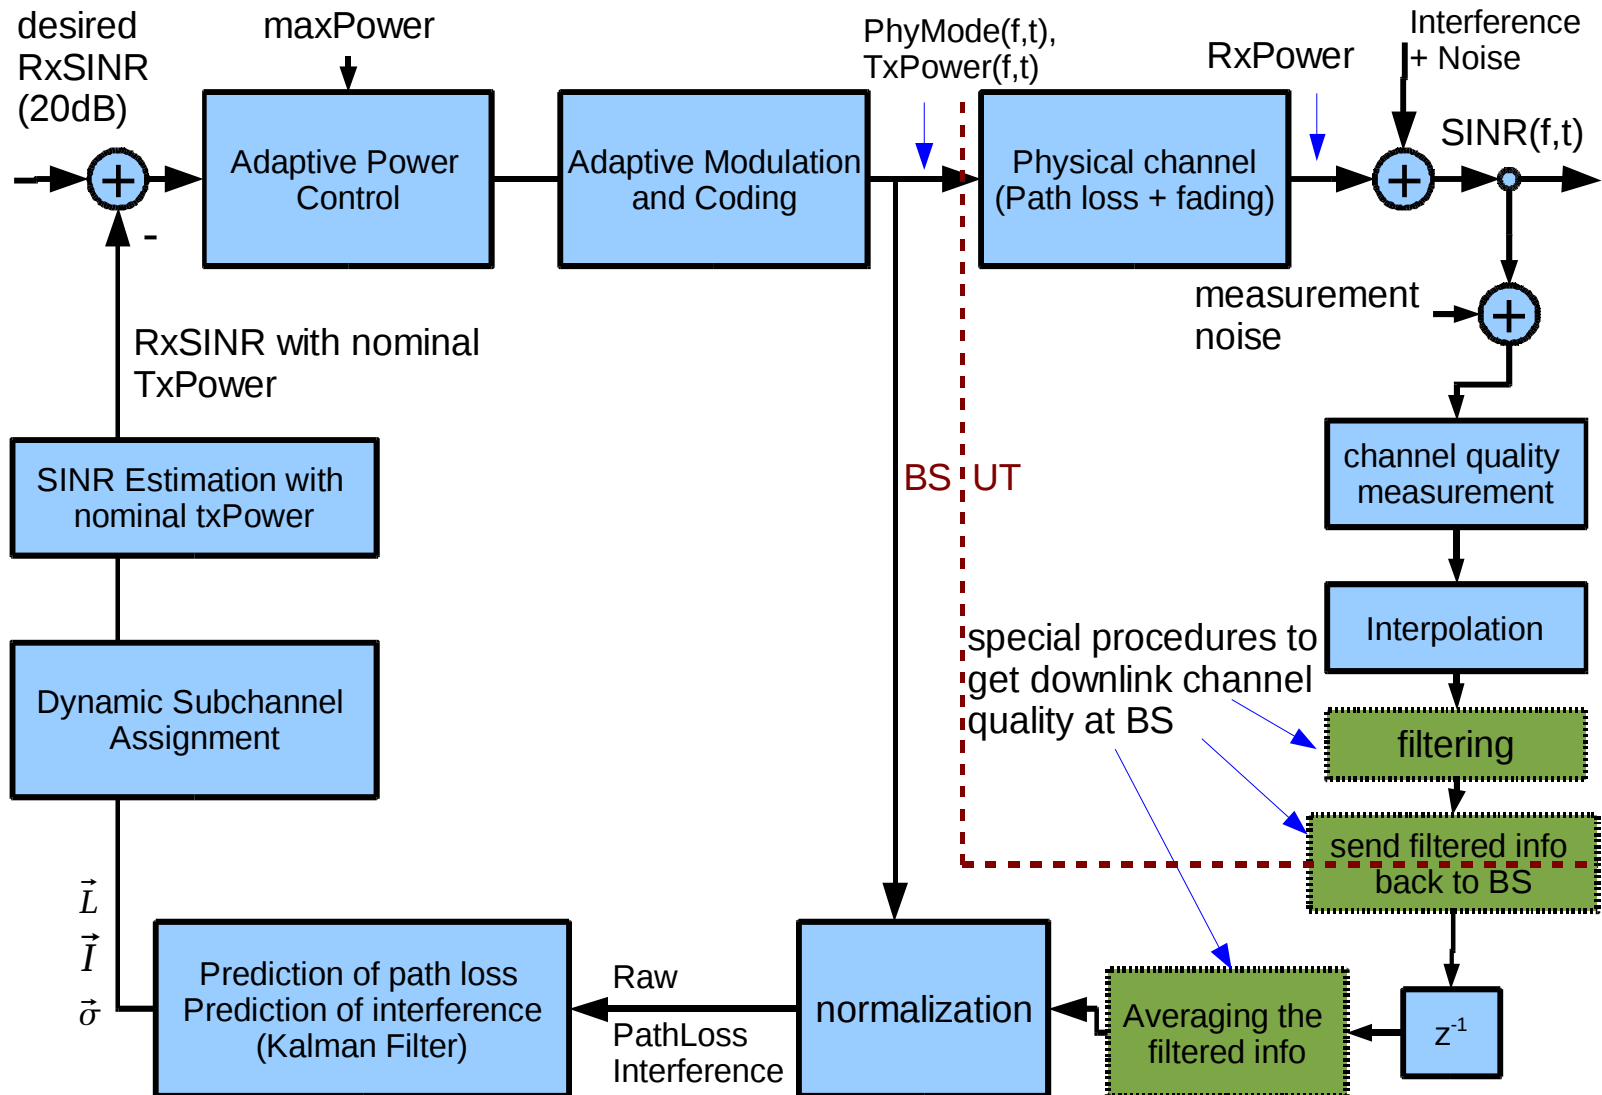 desired
RxSINR
(20dB)
maxPower
PhyMode(f,t),
TxPower(f,t)
RxPower
Interference
+ Noise
SINR(f,t)
+
-
Adaptive Power
Control
Adaptive Modulation
and Coding
Physical channel
(Path loss + fading)
+
measurement
noise
+
RxSINR with nominal
TxPower
SINR Estimation with
nominal txPower
BS
UT
channel quality
measurement
Interpolation
special procedures to
get downlink channel
quality at BS
filtering
Dynamic Subchannel
Assignment
send filtered info
back to BS
L⃗
I⃗
σ⃗
Prediction of path loss
Prediction of interference
(Kalman Filter)
Raw
PathLoss
Interference
normalization
Averaging the
filtered info
z⁻¹